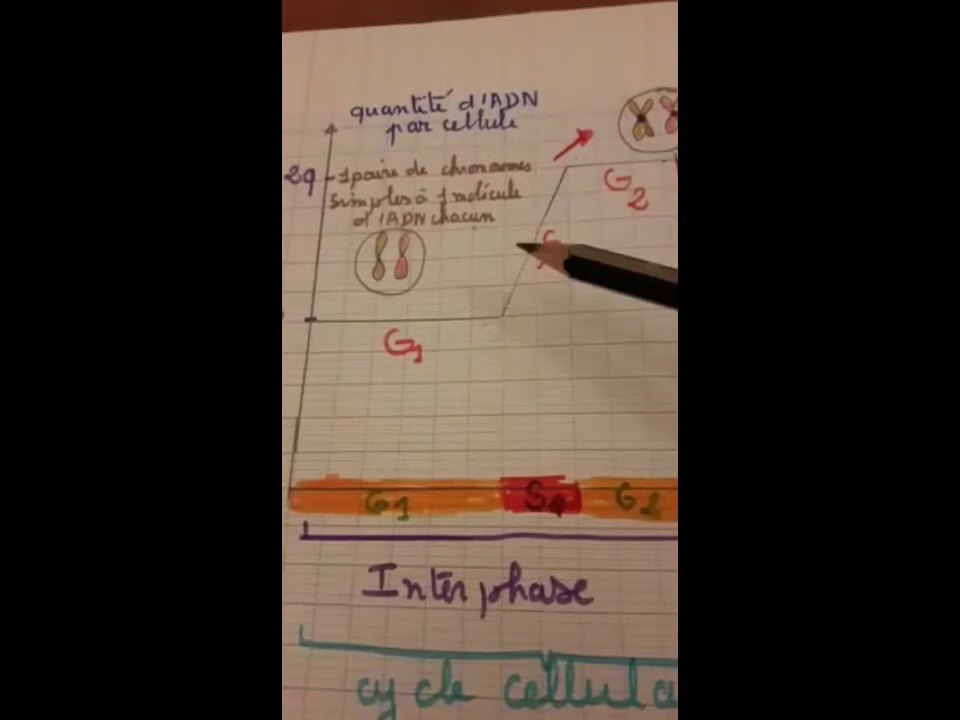 quantité d'ADN
par cellule
2q
1 paire de chromosomes
simples à 1 molécule
d'ADN chacun
G2
S
G1
G1
S
G2
Interphase
cycle